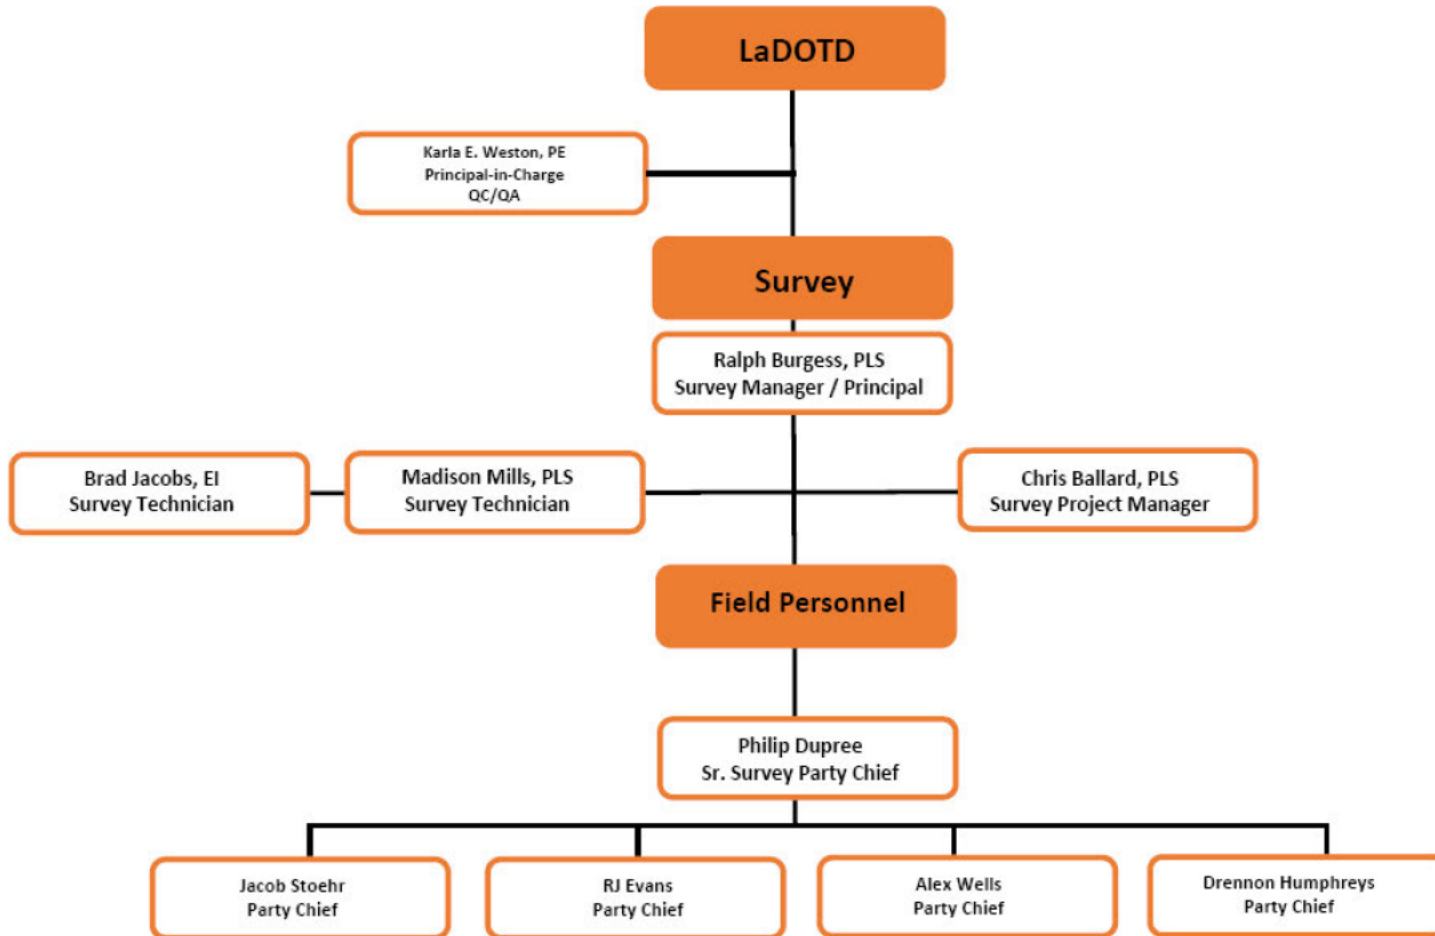 LaDOTD
Karla E. Weston, PE
Principal-in-Charge
QC/QA
Survey
Ralph Burgess, PLS
Survey Manager / Principal
Brad Jacobs, EI
Survey Technician
Madison Mills, PLS
Survey Technician
Chris Ballard, PLS
Survey Project Manager
Field Personnel
Philip Dupree
Sr. Survey Party Chief
Jacob Stoehr
Party Chief
RJ Evans
Party Chief
Alex Wells
Party Chief
Drennon Humphreys
Party Chief